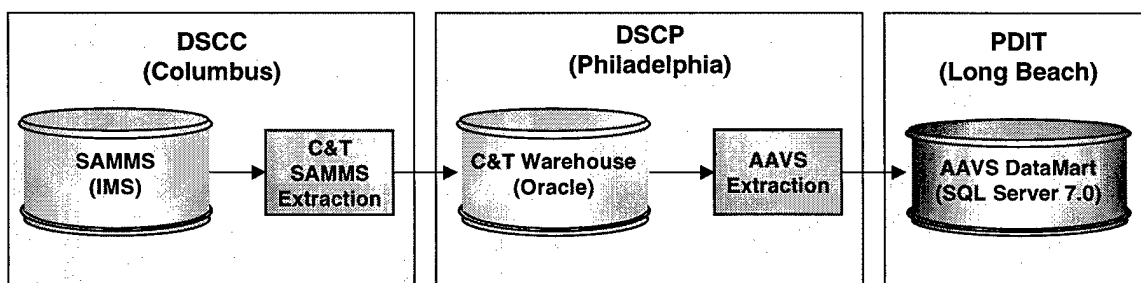 DSCC
(Columbus)
SAMMS
(IMS)
C&T
SAMMS
Extraction
DSCP
(Philadelphia)
C&T Warehouse
(Oracle)
AAVS
Extraction
PDIT
(Long Beach)
AAVS DataMart
(SQL Server 7.0)